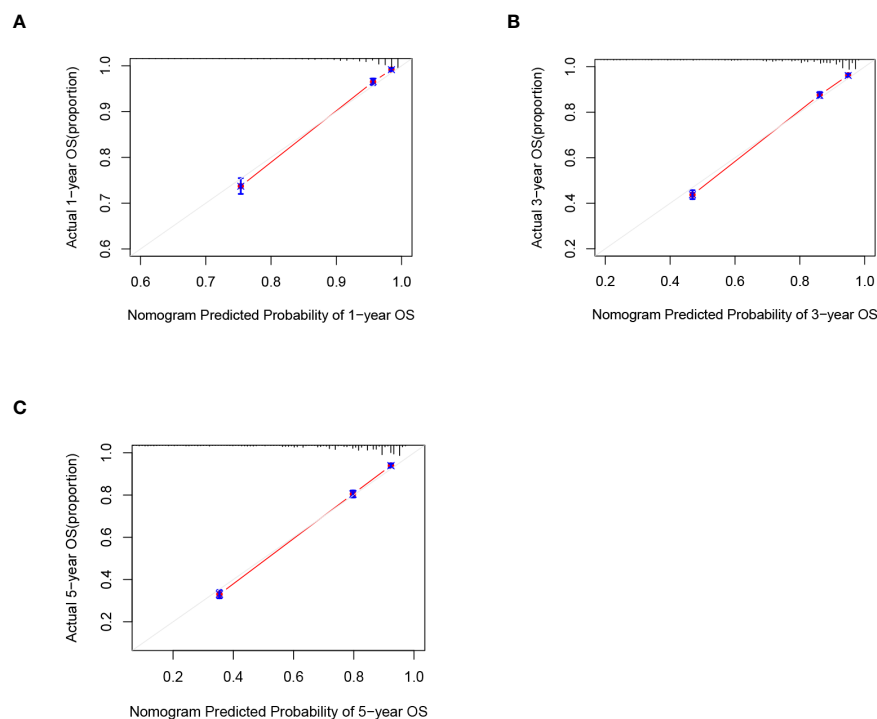 A
Actual 1−year OS(proportion)
1.0
0.9
0.8
0.7
0.6
0.6 0.7 0.8 0.9 1.0
Nomogram Predicted Probability of 1−year OS
B
Actual 3−year OS(proportion)
1.0
0.8
0.6
0.4
0.2
0.2 0.4 0.6 0.8 1.0
Nomogram Predicted Probability of 3−year OS
C
Actual 5−year OS(proportion)
1.0
0.8
0.6
0.4
0.2
0.2 0.4 0.6 0.8 1.0
Nomogram Predicted Probability of 5−year OS